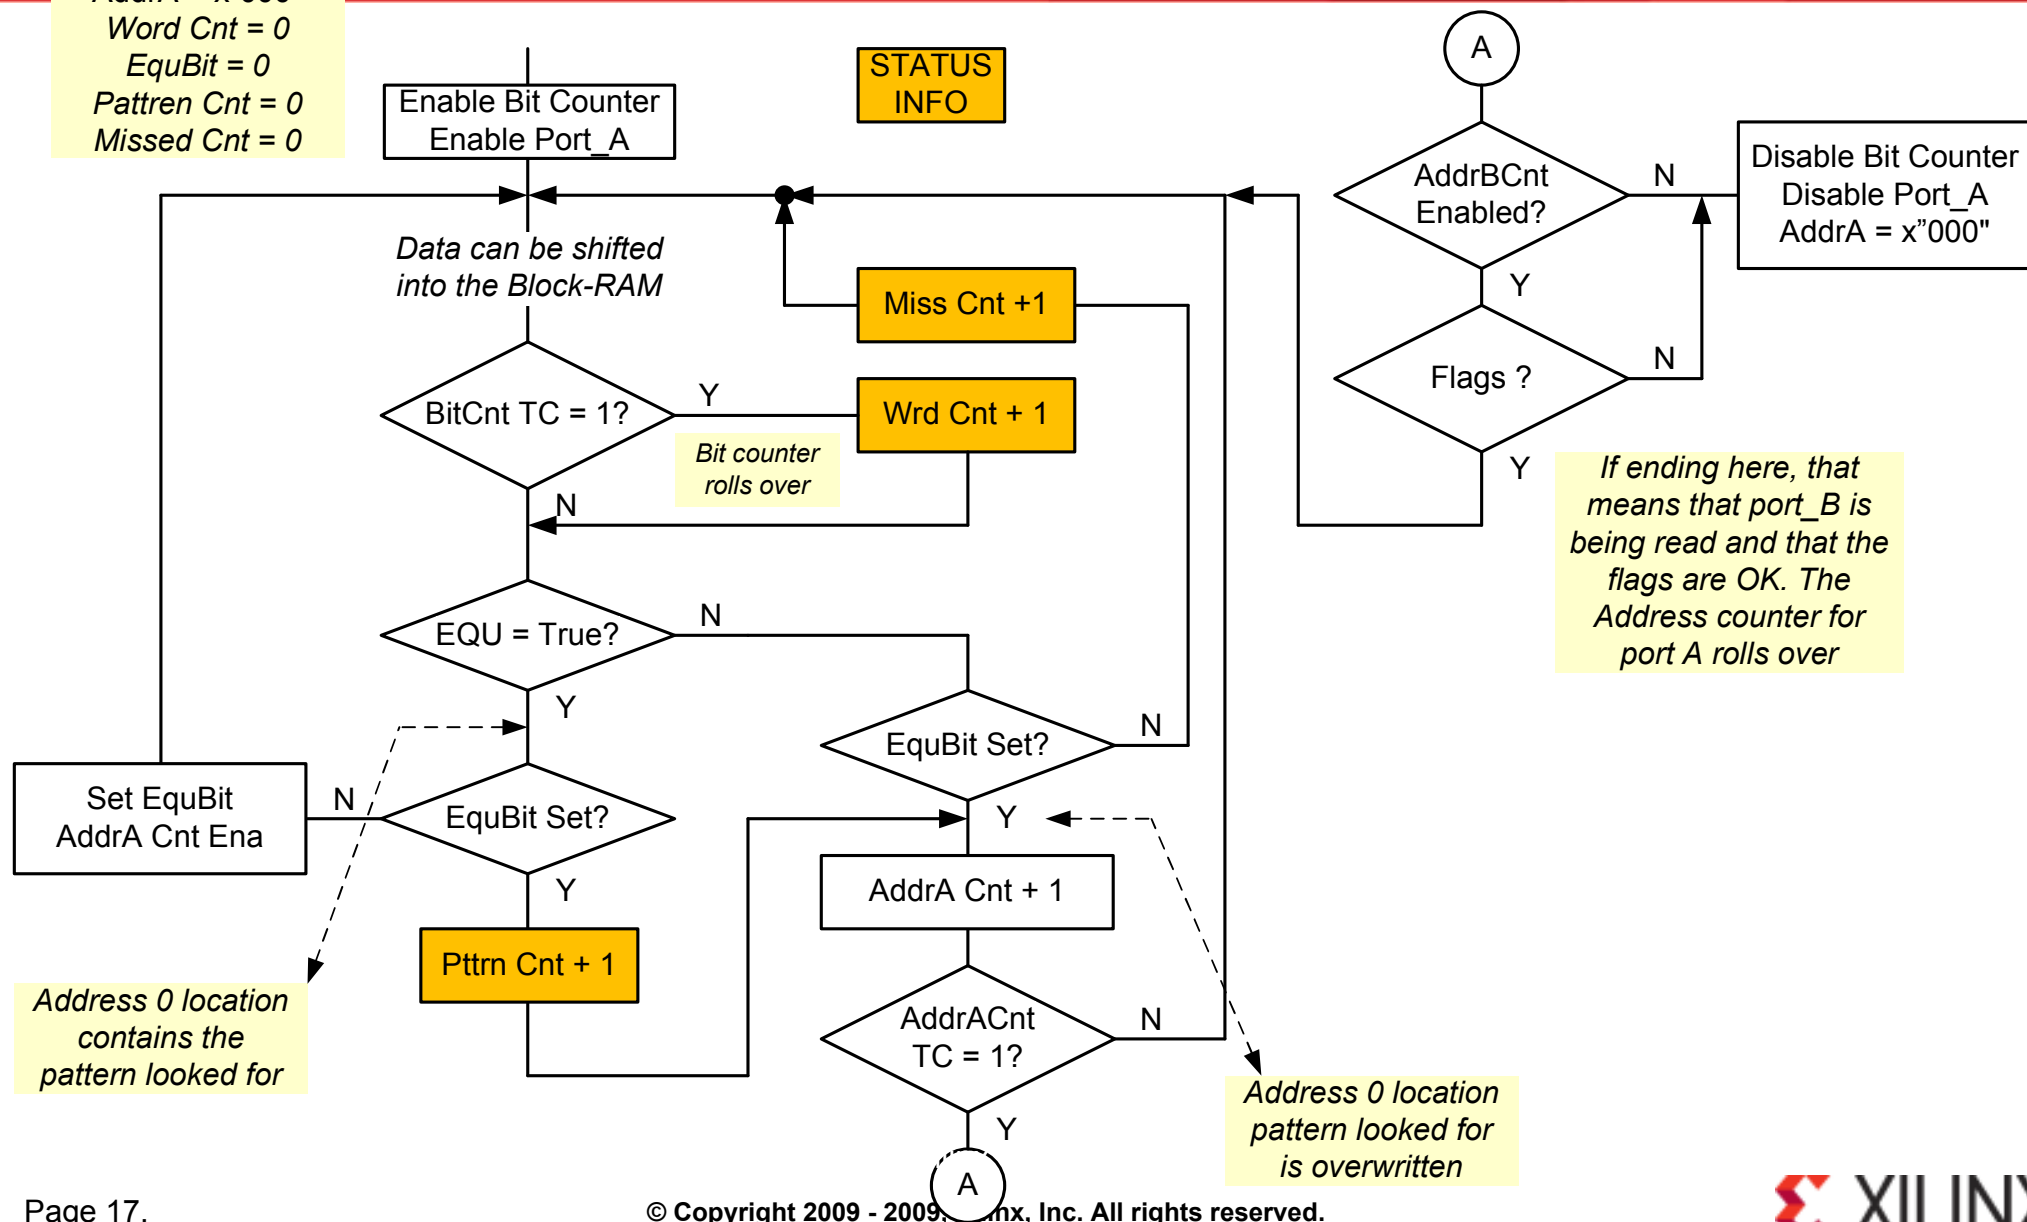 Word Cnt = 0
EquBit = 0
Pattren Cnt = 0
Missed Cnt = 0
Enable Bit Counter
Enable Port_A
STATUS
INFO
A
AddrBCnt
Enabled?
N
Disable Bit Counter
Disable Port_A
AddrA = x”000"
Y
Data can be shifted
into the Block-RAM
Miss Cnt +1
Flags ?
N
Y
BitCnt TC = 1?
Y
Wrd Cnt + 1
Bit counter
rolls over
N
If ending here, that
means that port_B is
being read and that the
flags are OK. The
Address counter for
port A rolls over
EQU = True?
N
Y
EquBit Set?
N
Y
Set EquBit
AddrA Cnt Ena
N
EquBit Set?
Y
AddrA Cnt + 1
Pttrn Cnt + 1
AddrACnt
TC = 1?
N
Y
Address 0 location
contains the
pattern looked for
Address 0 location
pattern looked for
is overwritten
A
Page 17.
© Copyright 2009 - 2009, Inc. All rights reserved.